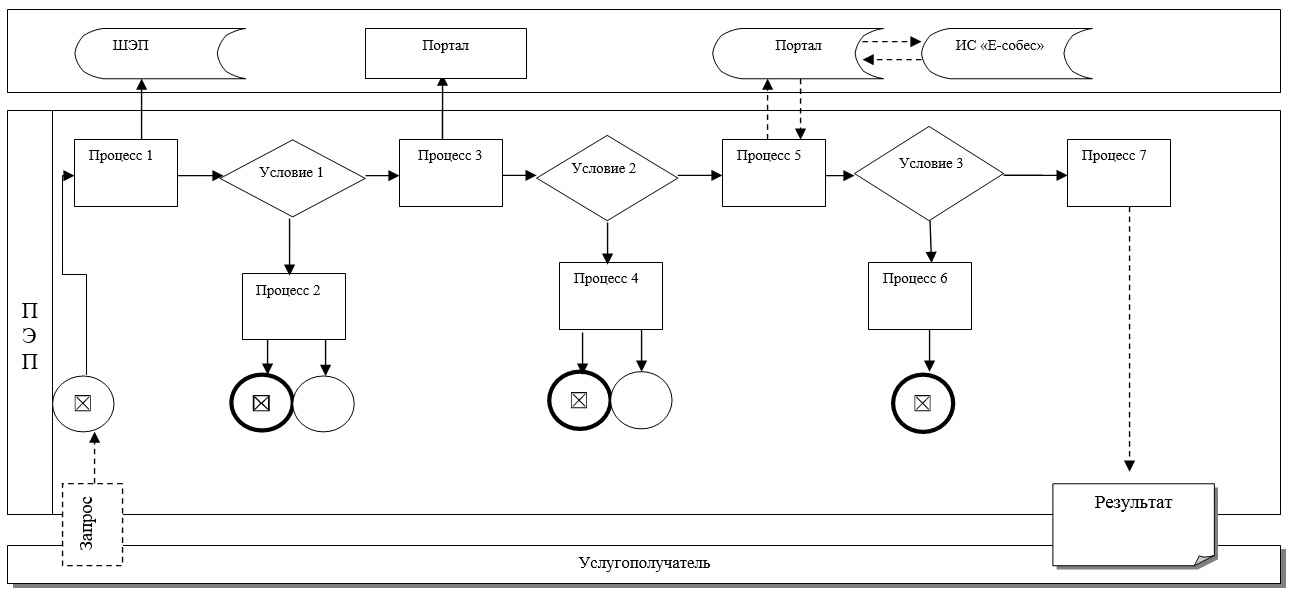 ШЭП
Портал
Портал
ИС «Е-собес»
Процесс 1
Условие 1
Процесс 3
Условие 2
Процесс 5
Условие 3
Процесс 7
Процесс 2
Процесс 4
Процесс 6
П
Э
П
Запрос
Результат
Услугополучатель